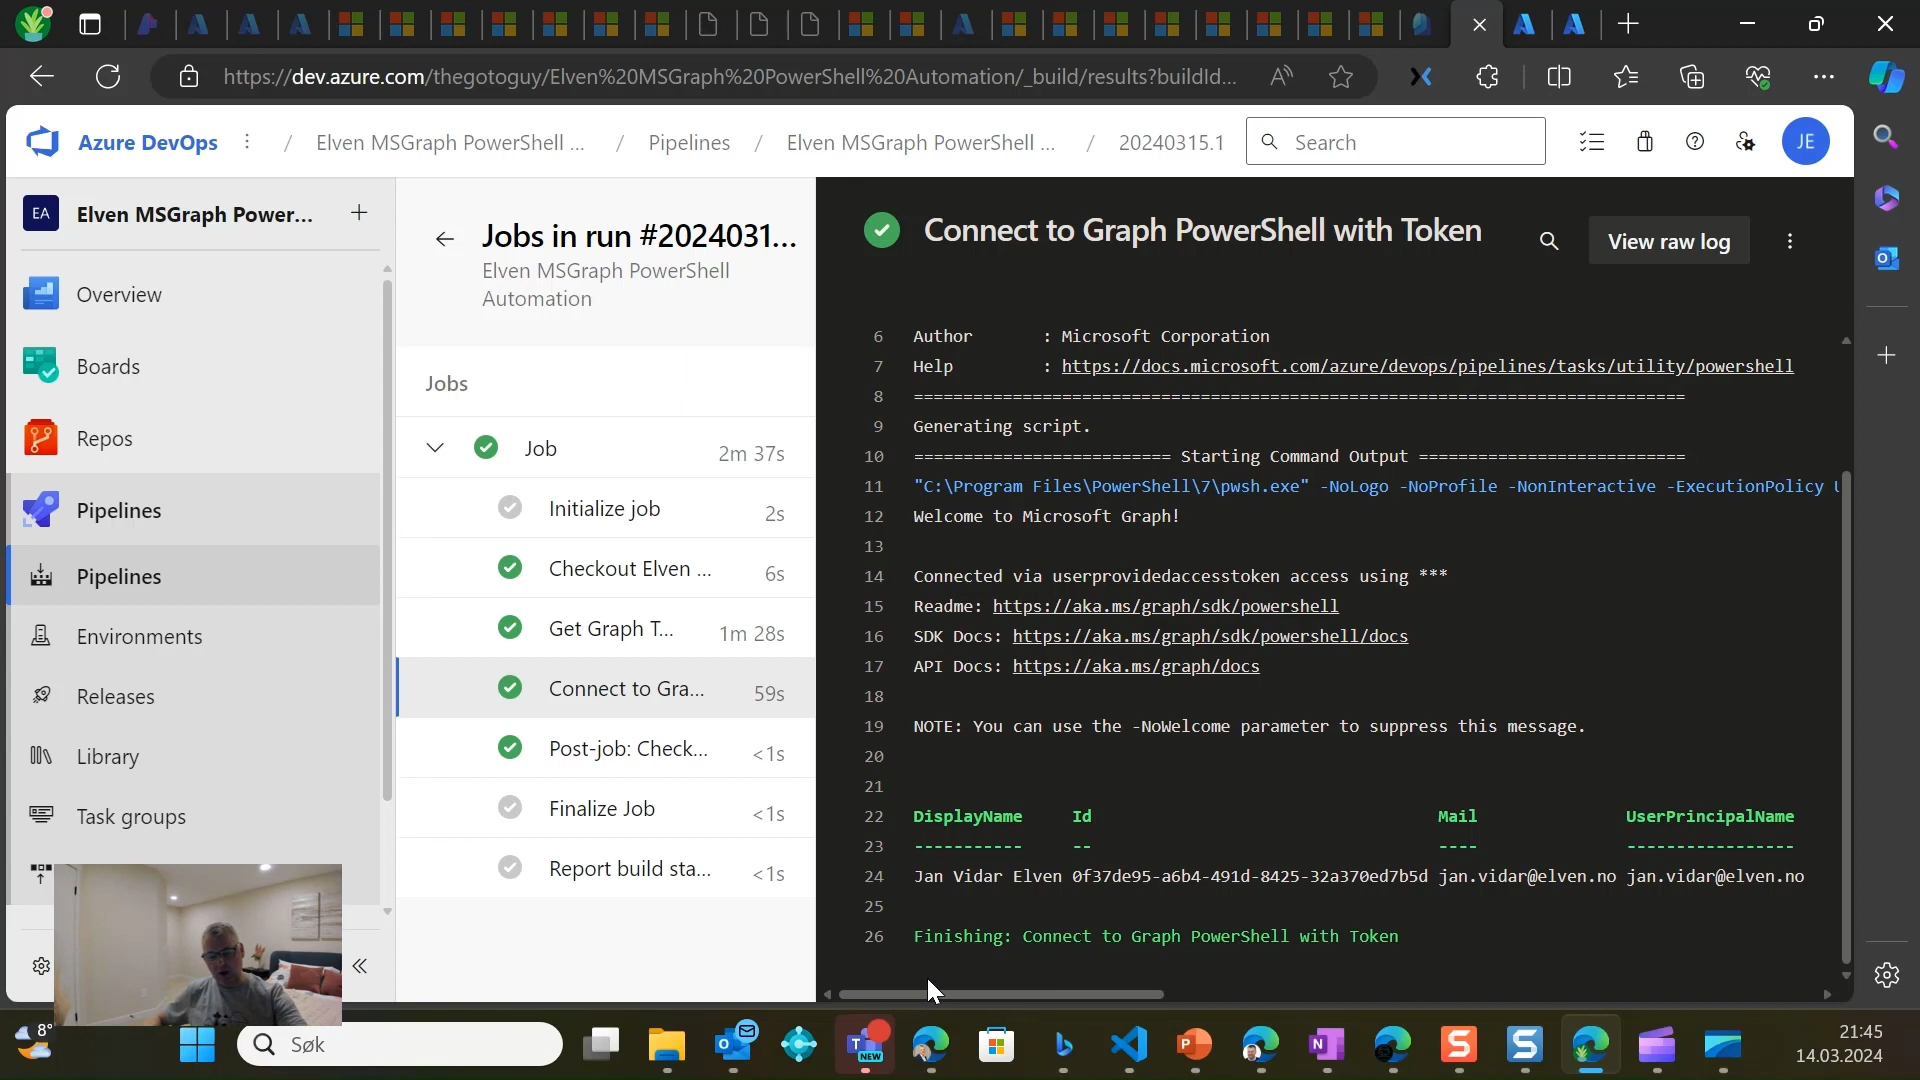 https://dev.azure.com/thegotoguy/Elven%20MSGraph%20PowerShell%20Automation/_build/results?buildId...
Azure DevOps
/ Elven MSGraph PowerShell ... / Pipelines / Elven MSGraph PowerShell ... / 20240315.1
Search
JE
EA
Elven MSGraph Power...
Overview
Boards
Repos
Pipelines
Pipelines
Environments
Releases
Library
Task groups
Jobs in run #2024031...
Elven MSGraph PowerShell
Automation
Jobs
Job 2m 37s
Initialize job 2s
Checkout Elven ... 6s
Get Graph T... 1m 28s
Connect to Gra... 59s
Post-job: Check... <1s
Finalize Job <1s
Report build sta... <1s
Connect to Graph PowerShell with Token
View raw log
6 Author : Microsoft Corporation
7 Help : https://docs.microsoft.com/azure/devops/pipelines/tasks/utility/powershell
8 ==============================================================================
9 Generating script.
10 ========================== Starting Command Output ===========================
11 "C:\Program Files\PowerShell\7\pwsh.exe" -NoLogo -NoProfile -NonInteractive -ExecutionPolicy
12 Welcome to Microsoft Graph!
13
14 Connected via userprovidedaccesstoken access using ***
15 Readme: https://aka.ms/graph/sdk/powershell
16 SDK Docs: https://aka.ms/graph/sdk/powershell/docs
17 API Docs: https://aka.ms/graph/docs
18
19 NOTE: You can use the -NoWelcome parameter to suppress this message.
20
21
22 DisplayName Id Mail UserPrincipalName
23 ----------- -- ---- -----------------
24 Jan Vidar Elven 0f37de95-a6b4-491d-8425-32a370ed7b5d jan.vidar@elven.no jan.vidar@elven.no
25
26 Finishing: Connect to Graph PowerShell with Token
8°
Søk
NEW
21:45
14.03.2024